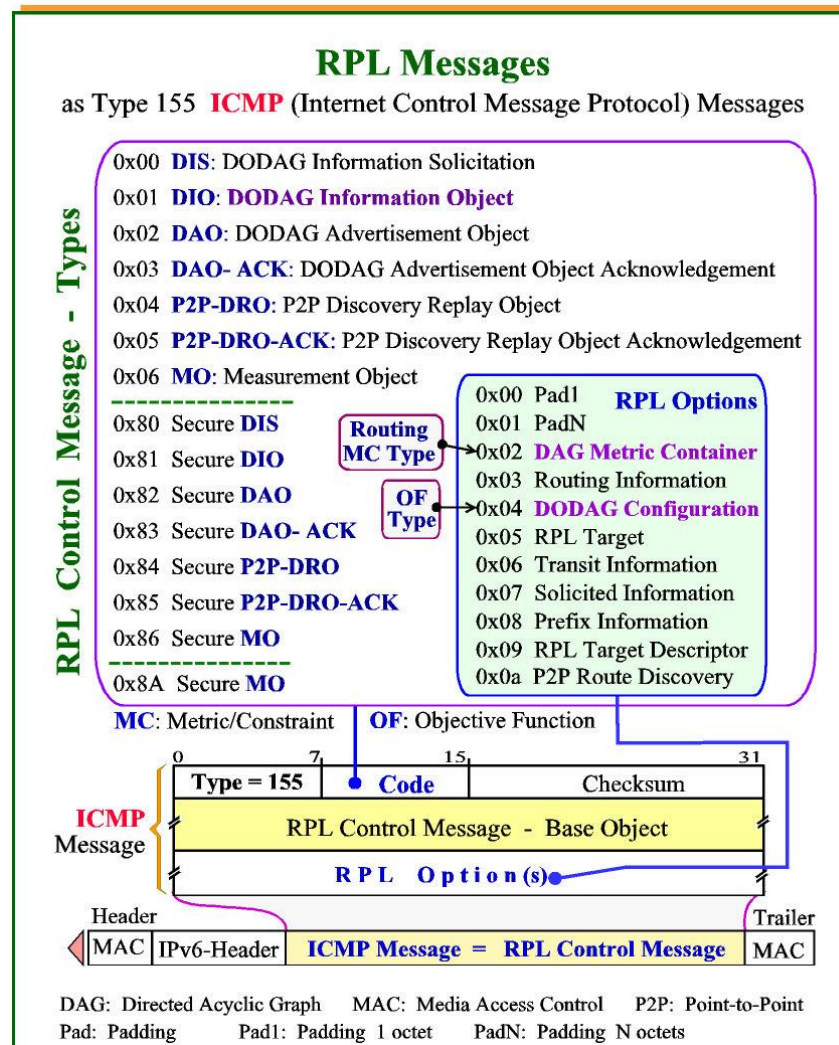 RPL Messages
as Type 155 ICMP (Internet Control Message Protocol) Messages
RPL Control Message - Types
0x00 DIS: DODAG Information Solicitation
0x01 DIO: DODAG Information Object
0x02 DAO: DODAG Advertisement Object
0x03 DAO- ACK: DODAG Advertisement Object Acknowledgement
0x04 P2P-DRO: P2P Discovery Replay Object
0x05 P2P-DRO-ACK: P2P Discovery Replay Object Acknowledgement
0x06 MO: Measurement Object
0x80 Secure DIS
0x81 Secure DIO
0x82 Secure DAO
0x83 Secure DAO- ACK
0x84 Secure P2P-DRO
0x85 Secure P2P-DRO-ACK
0x86 Secure MO
0x8A Secure MO
Routing
MC Type
OF
Type
RPL Options
0x00 Pad1
0x01 PadN
0x02 DAG Metric Container
0x03 Routing Information
0x04 DODAG Configuration
0x05 RPL Target
0x06 Transit Information
0x07 Solicited Information
0x08 Prefix Information
0x09 RPL Target Descriptor
0x0a P2P Route Discovery
MC: Metric/Constraint OF: Objective Function
0 7 15 31
Type = 155 Code Checksum
ICMP
Message
RPL Control Message - Base Object
RPL Option(s)
Header Trailer
MAC IPv6-Header ICMP Message = RPL Control Message MAC
DAG: Directed Acyclic Graph MAC: Media Access Control P2P: Point-to-Point
Pad: Padding Pad1: Padding 1 octet PadN: Padding N octets